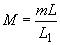 M = mL / L₁